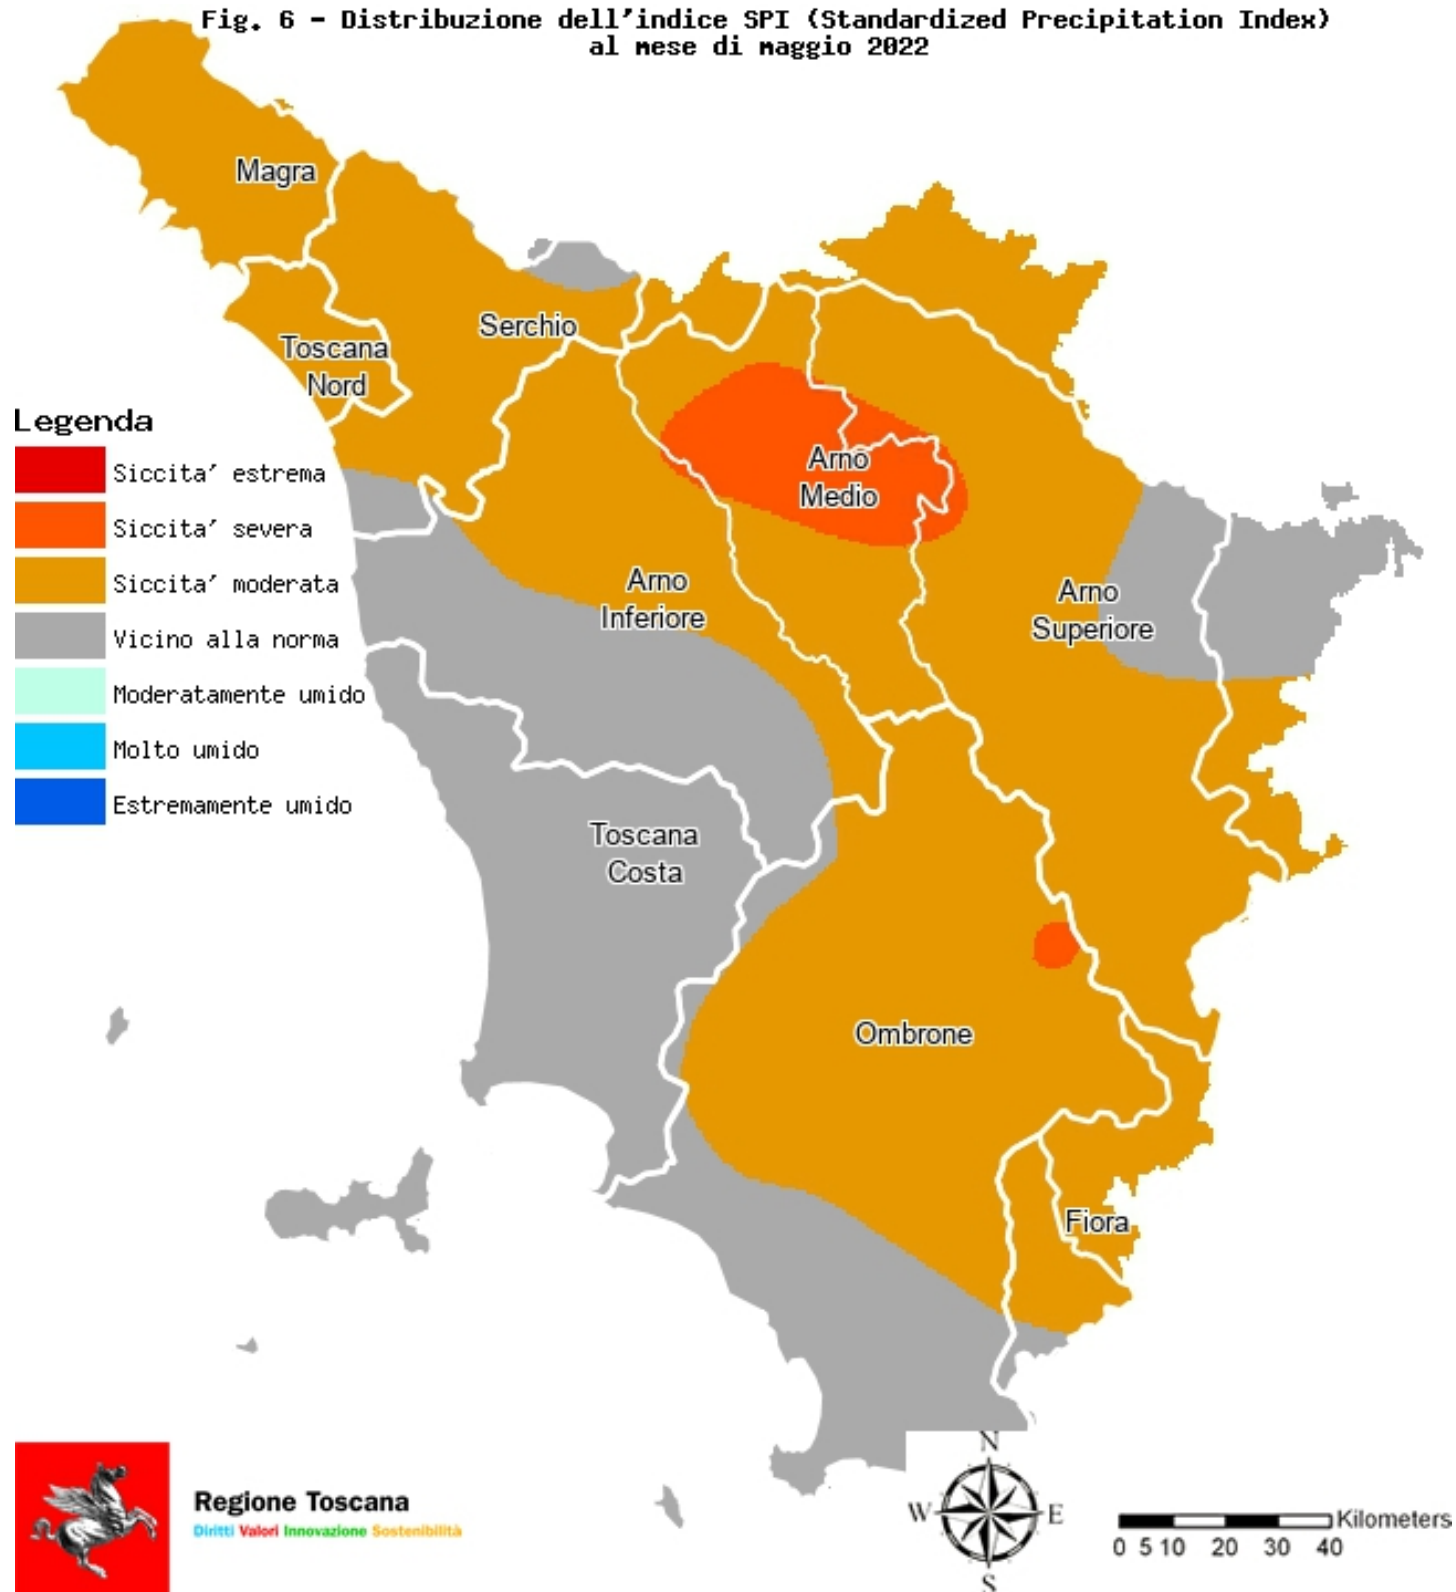 Fig. 6 - Distribuzione dell'indice SPI (Standardized Precipitation Index)
al mese di maggio 2022
Magra
Serchio
Toscana
Nord
Legenda
Siccita' estrema
Siccita' severa
Siccita' moderata
Vicino alla norma
Moderatamente umido
Molto umido
Estremamente umido
Arno
Medio
Arno
Inferiore
Arno
Superiore
Toscana
Costa
Ombrone
Fiora
Regione Toscana
Diritti Valori Innovazione Sostenibilità
N
W
E
S
Kilometers
0 5 10 20 30 40